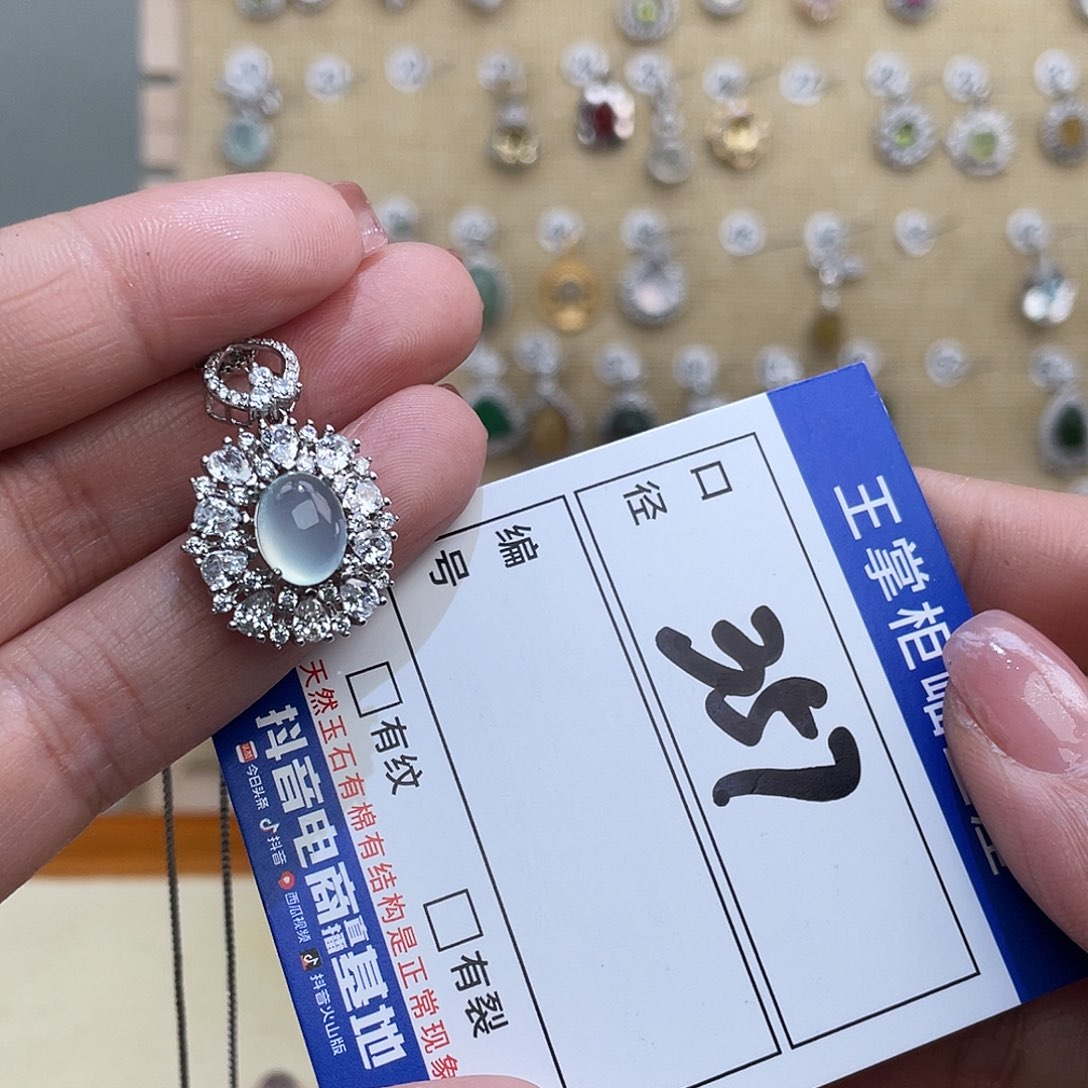 王掌柜
口径
357
编号
有纹
有裂
天然玉石有棉有结构是正常现象
抖音电商直播基地
今日头条 抖音 西瓜视频 抖音火山版